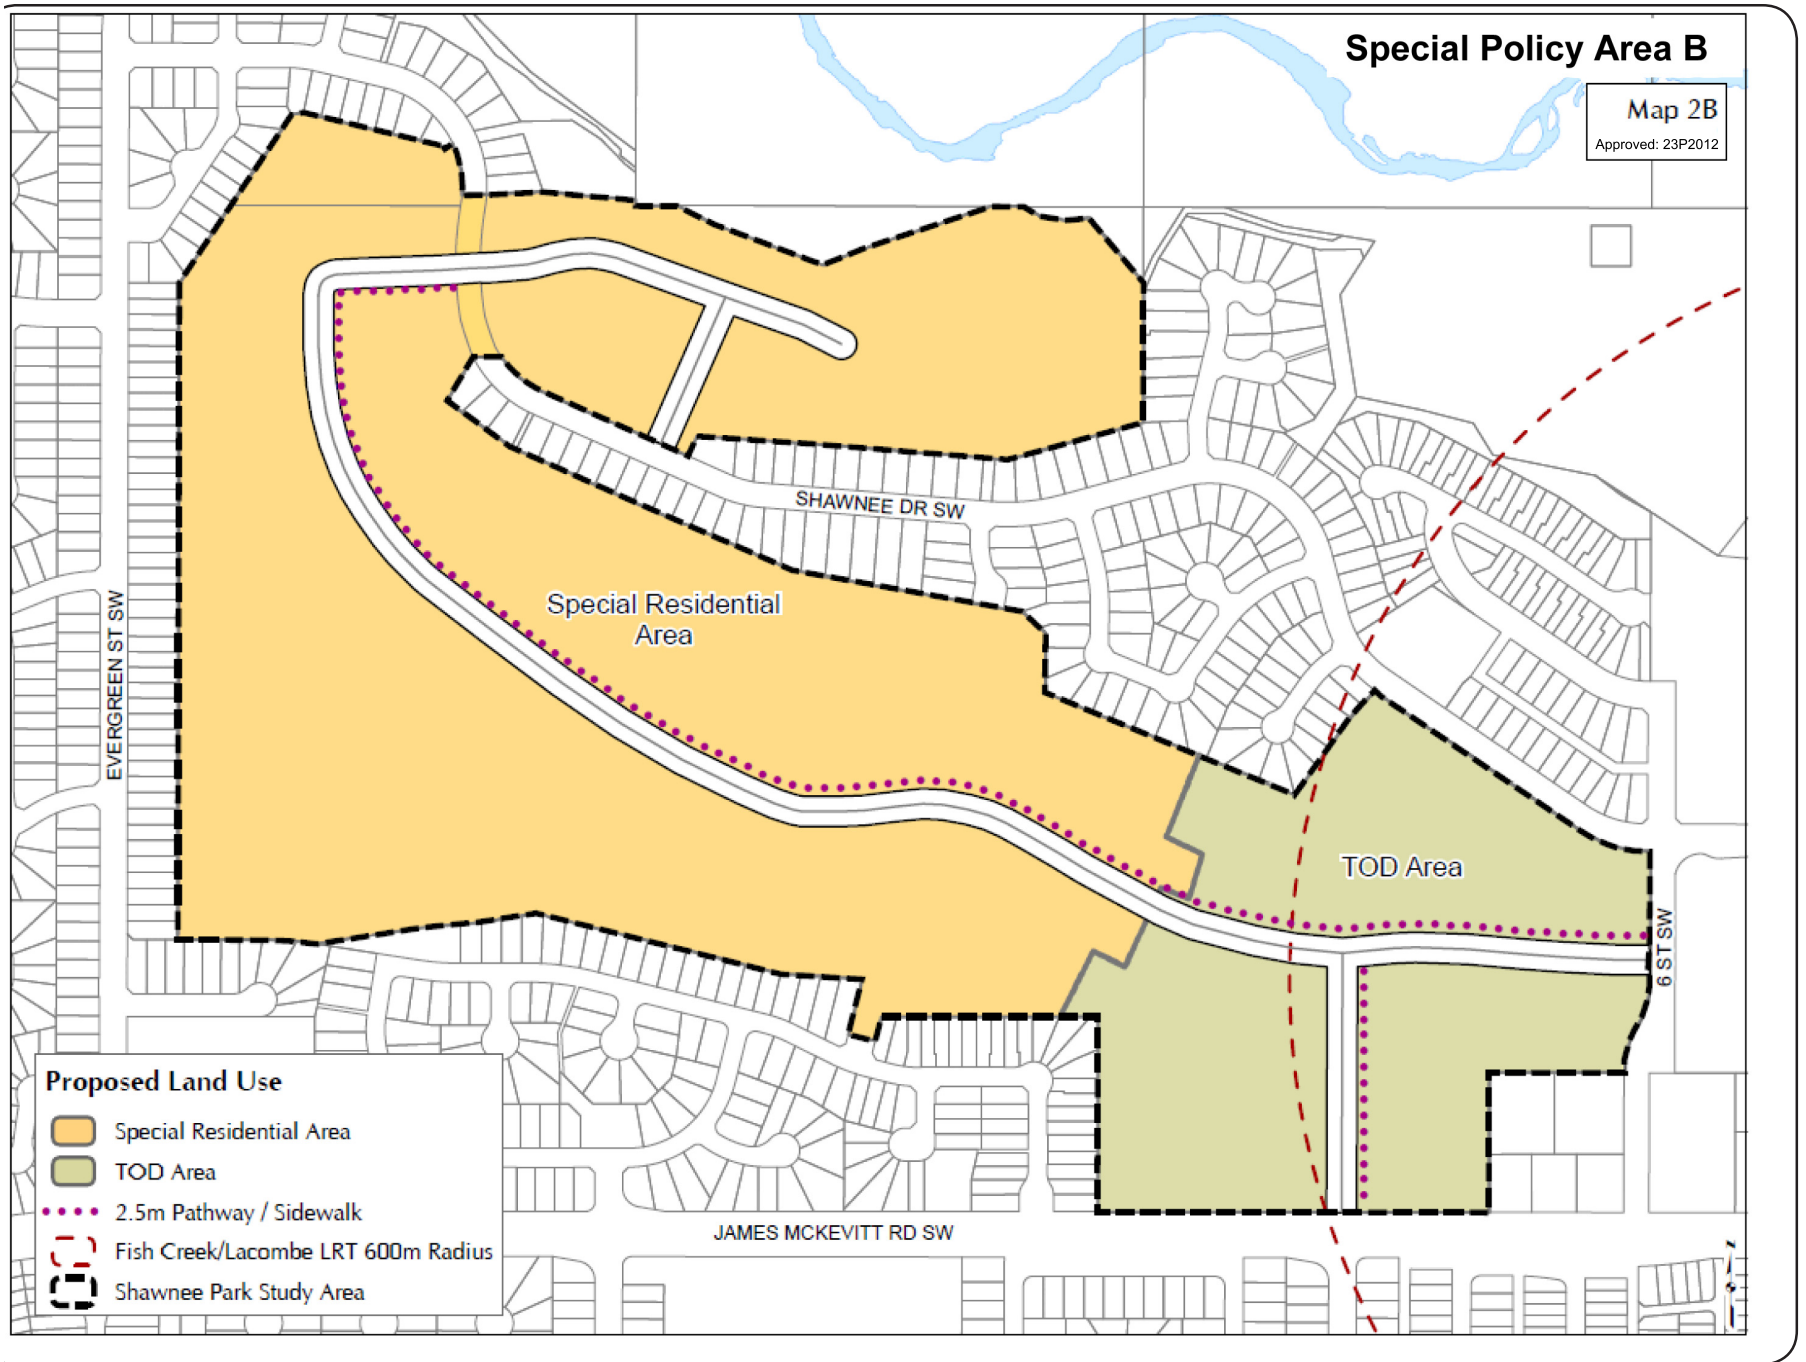 Special Policy Area B
Map 2B
Approved: 23P2012
SHAWNEE DR SW
Special Residential
Area
EVERGREEN ST SW
TOD Area
6 ST SW
JAMES MCKEVITT RD SW
Proposed Land Use
Special Residential Area
TOD Area
2.5m Pathway / Sidewalk
Fish Creek/Lacombe LRT 600m Radius
Shawnee Park Study Area